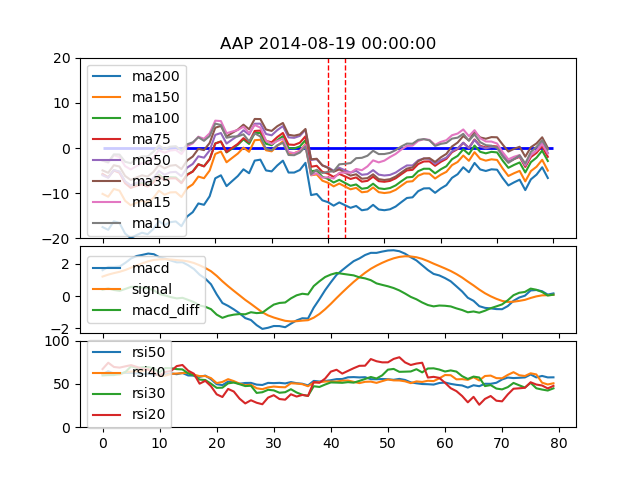 AAP 2014-08-19 00:00:00
20
10
0
−10
−20
ma200
ma150
ma100
ma75
ma50
ma35
ma15
ma10
2
0
−2
macd
signal
macd_diff
100
50
0
rsi50
rsi40
rsi30
rsi20
0 10 20 30 40 50 60 70 80